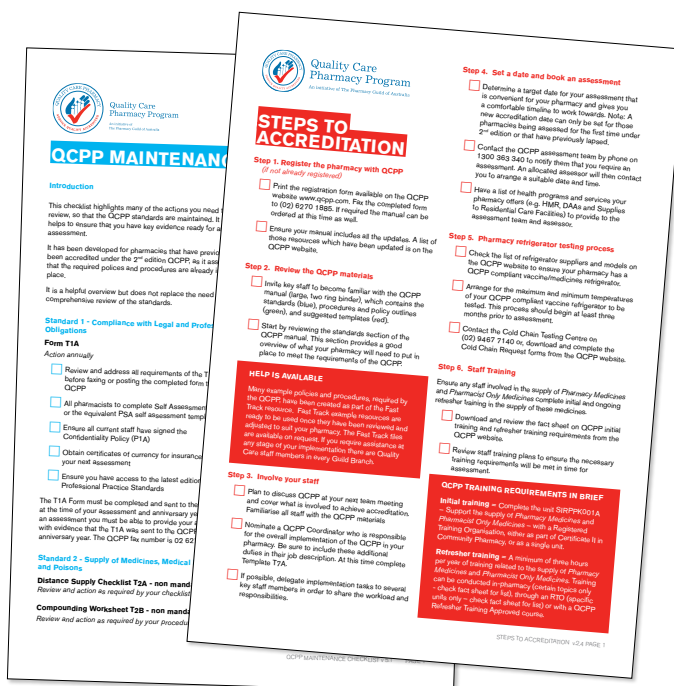 Quality Care
Pharmacy Program
An initiative of
The Pharmacy Guild of Australia
QCPP MAINTENANC
Introduction
This checklist highlights many of the actions you need t
review, so that the QCPP standards are maintained. It
helps to ensure that you have key evidence ready for a
assessment.
It has been developed for pharmacies that have previo
been accredited under the 2nd edition QCPP, as it ass
that the required polices and procedures are already i
place.
It is a helpful overview but does not replace the need
comprehensive review of the standards.
Standard 1 - Compliance with Legal and Profes
Obligations
Form T1A
Action annually
Review and address all requirements of the T
before faxing or posting the completed form t
QCPP
All pharmacists to complete Self Assessmen
or the equivalent PSA self assessment templ
Ensure all current staff have signed the
Confidentiality Policy (P1A)
Obtain certificates of currency for insurance
your next assessment
Ensure you have access to the latest edition
Professional Practice Standards
The T1A Form must be completed and sent to the
at the time of your assessment and anniversary ye
an assessment you must be able to provide your a
with evidence that the T1A was sent to the QCPP
anniversary year. The QCPP fax number is 02 62
Standard 2 - Supply of Medicines, Medical
and Poisons
Distance Supply Checklist T2A - non manda
Review and action as required by your checklist
Compounding Worksheet T2B - non manda
Review and action as required by your procedu
QCPP MAINTENANCE CHECKLIST
Quality Care
Pharmacy Program
An initiative of The Pharmacy Guild of Australia
STEPS TO
ACCREDITATION
Step 1. Register the pharmacy with QCPP
(if not already registered)
Print the registration form available on the QCPP
website www.qcpp.com. Fax the completed form
to (02) 6270 1885. If required the manual can be
ordered at this time as well.
Ensure your manual includes all the updates. A list of
those resources which have been updated is on the
QCPP website.
Step 2. Review the QCPP materials
Invite key staff to become familiar with the QCPP
manual (large, two ring binder), which contains the
standards (blue), procedures and policy outlines
(green), and suggested templates (red).
Start by reviewing the standards section of the
QCPP manual. This section provides a good
overview of what your pharmacy will need to put in
place to meet the requirements of the QCPP.
HELP IS AVAILABLE
Many example policies and procedures, required by
the QCPP, have been created as part of the Fast
Track resource. Fast Track example resources are
ready to be used once they have been reviewed and
adjusted to suit your pharmacy. The Fast Track files
are available on request. If you require assistance at
any stage of your implementation there are Quality
Care staff members in every Guild Branch.
Step 3. Involve your staff
Plan to discuss QCPP at your next team meeting
and cover what is involved to achieve accreditation.
Familiarise all staff with the QCPP materials
Nominate a QCPP Coordinator who is responsible
for the overall implementation of the QCPP in your
pharmacy. Be sure to include these additional
duties in their job description. At this time complete
Template T7A.
If possible, delegate implementation tasks to several
key staff members in order to share the workload and
responsibilities.
Step 4. Set a date and book an assessment
Determine a target date for your assessment that
is convenient for your pharmacy and gives you
a comfortable timeline to work towards. Note: A
new accreditation date can only be set for those
pharmacies being assessed for the first time under
2nd edition or that have previously lapsed.
Contact the QCPP assessment team by phone on
1300 363 340 to notify them that you require an
assessment. An allocated assessor will then contact
you to arrange a suitable date and time.
Have a list of health programs and services your
pharmacy offers (e.g. HMR, DAAs and Supplies
to Residential Care Facilities) to provide to the
assessment team and assessor.
Step 5. Pharmacy refrigerator testing process
Check the list of refrigerator suppliers and models on
the QCPP website to ensure your pharmacy has a
QCPP compliant vaccine/medicines refrigerator.
Arrange for the maximum and minimum temperatures
of your QCPP compliant vaccine refrigerator to be
tested. This process should begin at least three
months prior to assessment.
Contact the Cold Chain Testing Centre on
(02) 9467 7140 or, download and complete the
Cold Chain Request forms from the QCPP website.
Step 6. Staff Training
Ensure any staff involved in the supply of Pharmacy Medicines
and Pharmacist Only Medicines complete initial and ongoing
refresher training in the supply of these medicines.
Download and review the fact sheet on QCPP initial
training and refresher training requirements from the
QCPP website.
Review staff training plans to ensure the necessary
training requirements will be met in time for
assessment.
QCPP TRAINING REQUIREMENTS IN BRIEF
Initial training – Complete the unit SIRPPK001A
– Support the supply of Pharmacy Medicines and
Pharmacist Only Medicines – with a Registered
Training Organisation, either as part of Certificate II in
Community Pharmacy, or as a single unit.
Refresher training – A minimum of three hours
per year of training related to the supply of Pharmacy
Medicines and Pharmacist Only Medicines. Training
can be conducted in-pharmacy (certain topics only
- check fact sheet for list), through an RTO (specific
units only – check fact sheet for list) or with a QCPP
Refresher Training Approved course.
STEPS TO ACCREDITATION v2.4 PAGE 1